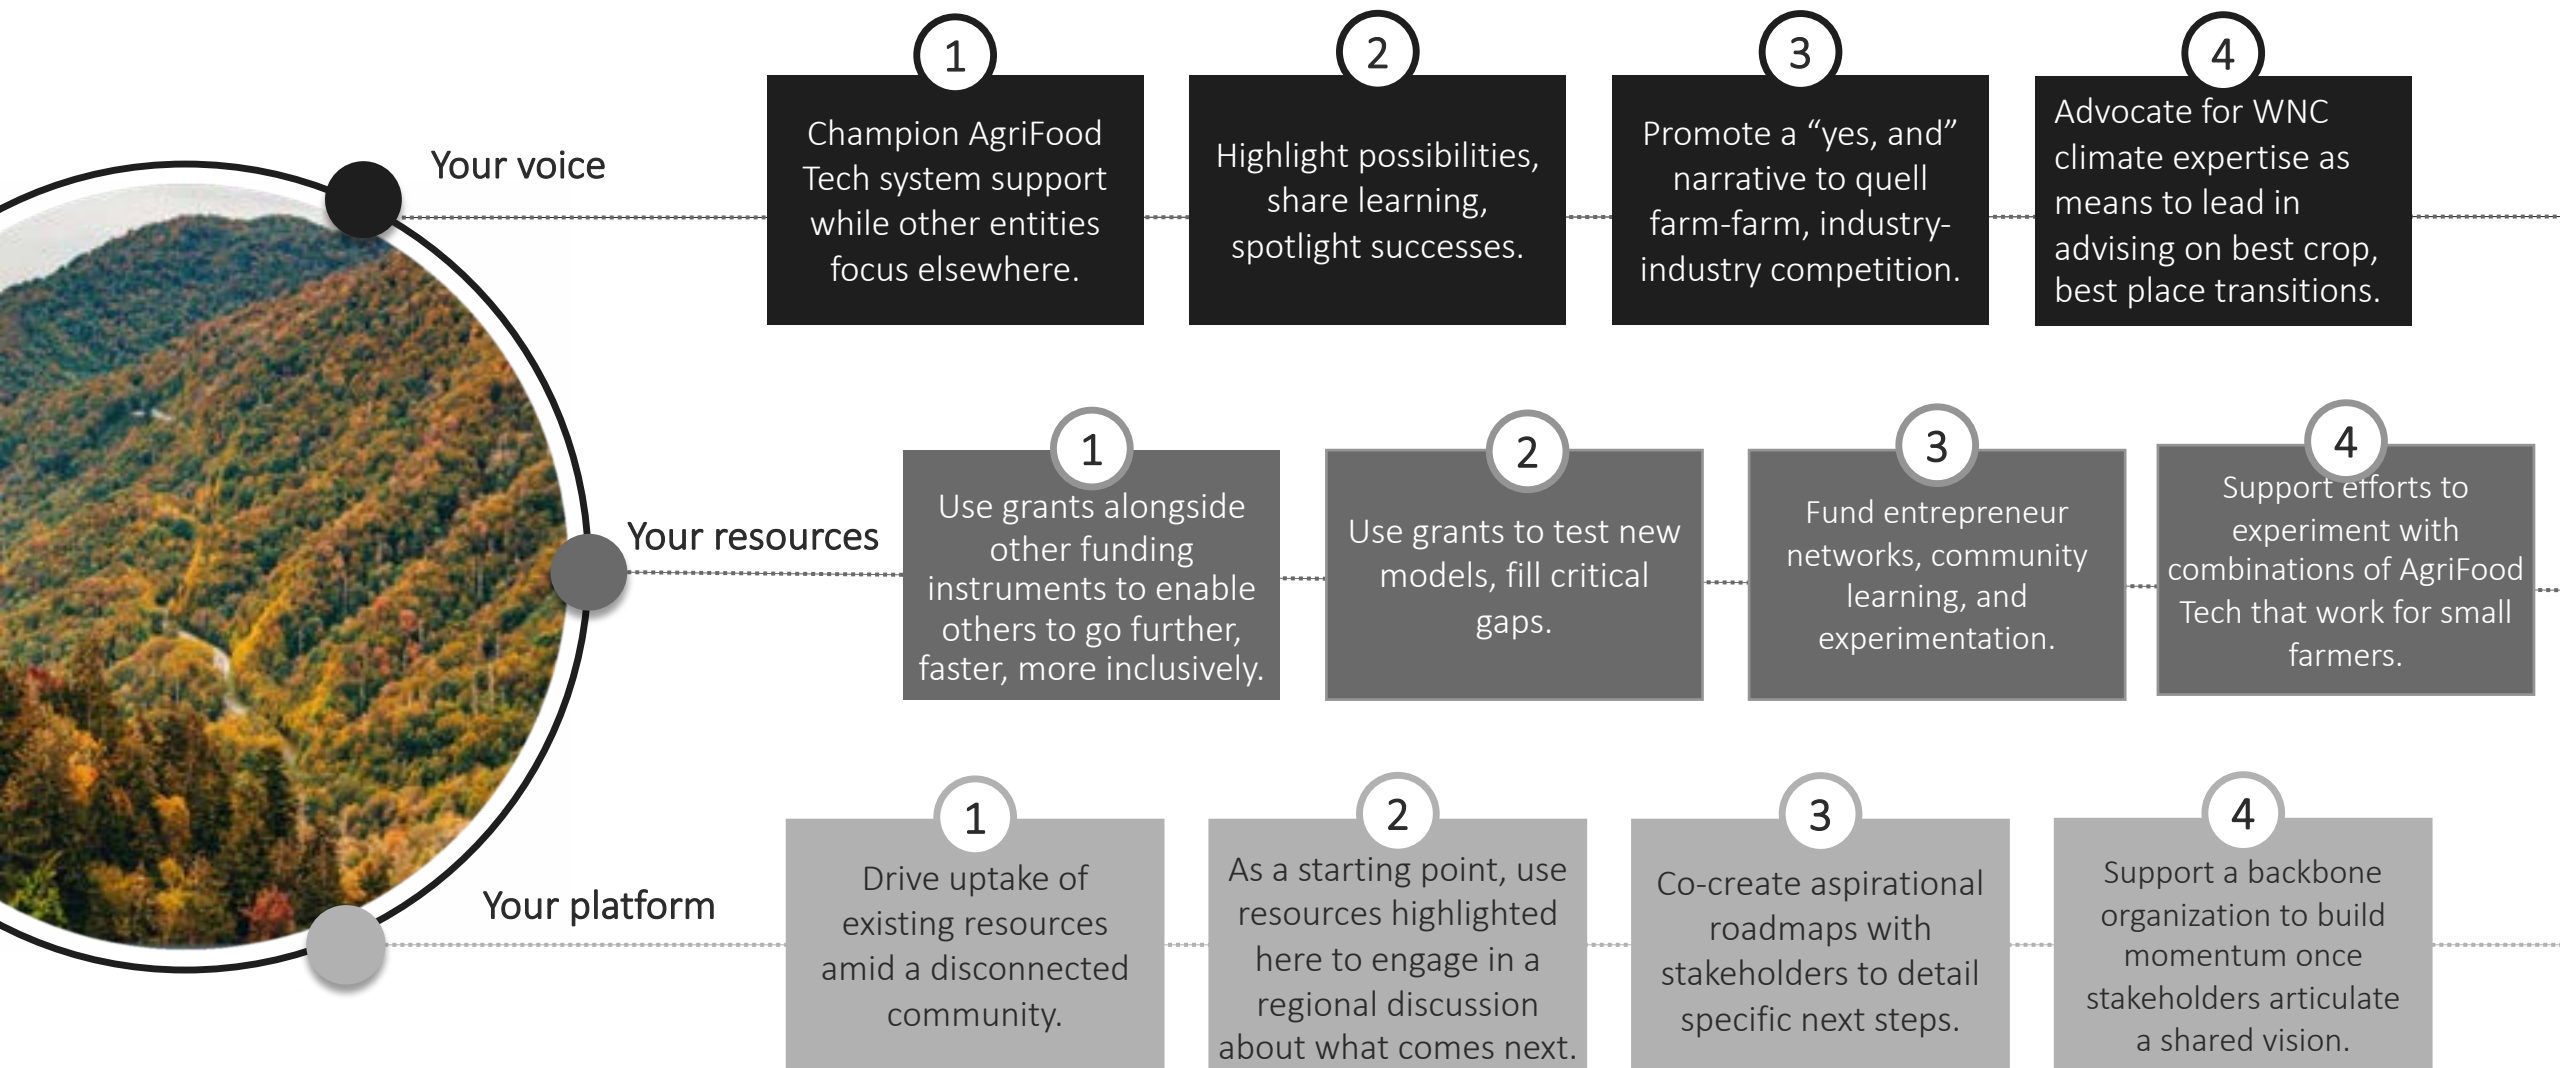 Your voice
1
Champion AgriFood
Tech system support
while other entities
focus elsewhere.
2
Highlight possibilities,
share learning,
spotlight successes.
3
Promote a “yes, and”
narrative to quell
farm-farm, industry-
industry competition.
4
Advocate for WNC
climate expertise as
means to lead in
advising on best crop,
best place transitions.
Your resources
1
Use grants alongside
other funding
instruments to enable
others to go further,
faster, more inclusively.
2
Use grants to test new
models, fill critical
gaps.
3
Fund entrepreneur
networks, community
learning, and
experimentation.
4
Support efforts to
experiment with
combinations of AgriFood
Tech that work for small
farmers.
Your platform
1
Drive uptake of
existing resources
amid a disconnected
community.
2
As a starting point, use
resources highlighted
here to engage in a
regional discussion
about what comes next.
3
Co-create aspirational
roadmaps with
stakeholders to detail
specific next steps.
4
Support a backbone
organization to build
momentum once
stakeholders articulate
a shared vision.